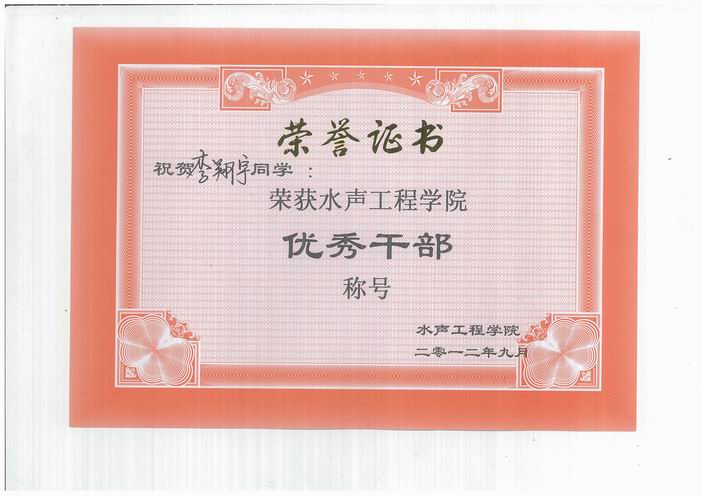 荣誉证书
祝贺李翔宇同学：
荣获水声工程学院
优秀干部
称号
水声工程学院
二零一二年九月